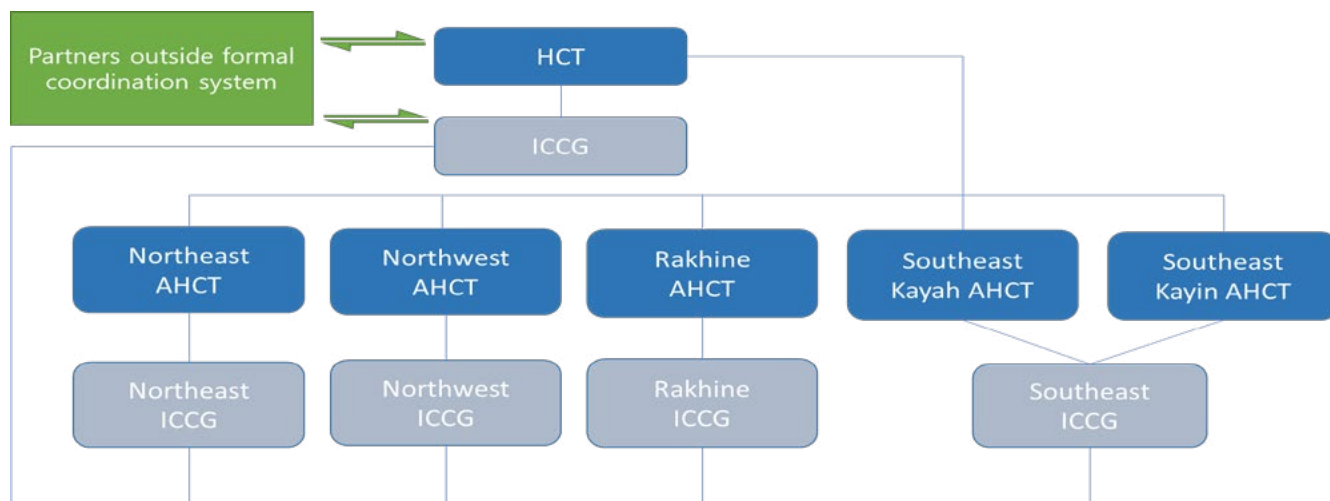 Partners outside formal
coordination system
HCT
ICCG
Northeast
AHCT
Northwest
AHCT
Rakhine
AHCT
Southeast
Kayah AHCT
Southeast
Kayin AHCT
Northeast
ICCG
Northwest
ICCG
Rakhine
ICCG
Southeast
ICCG